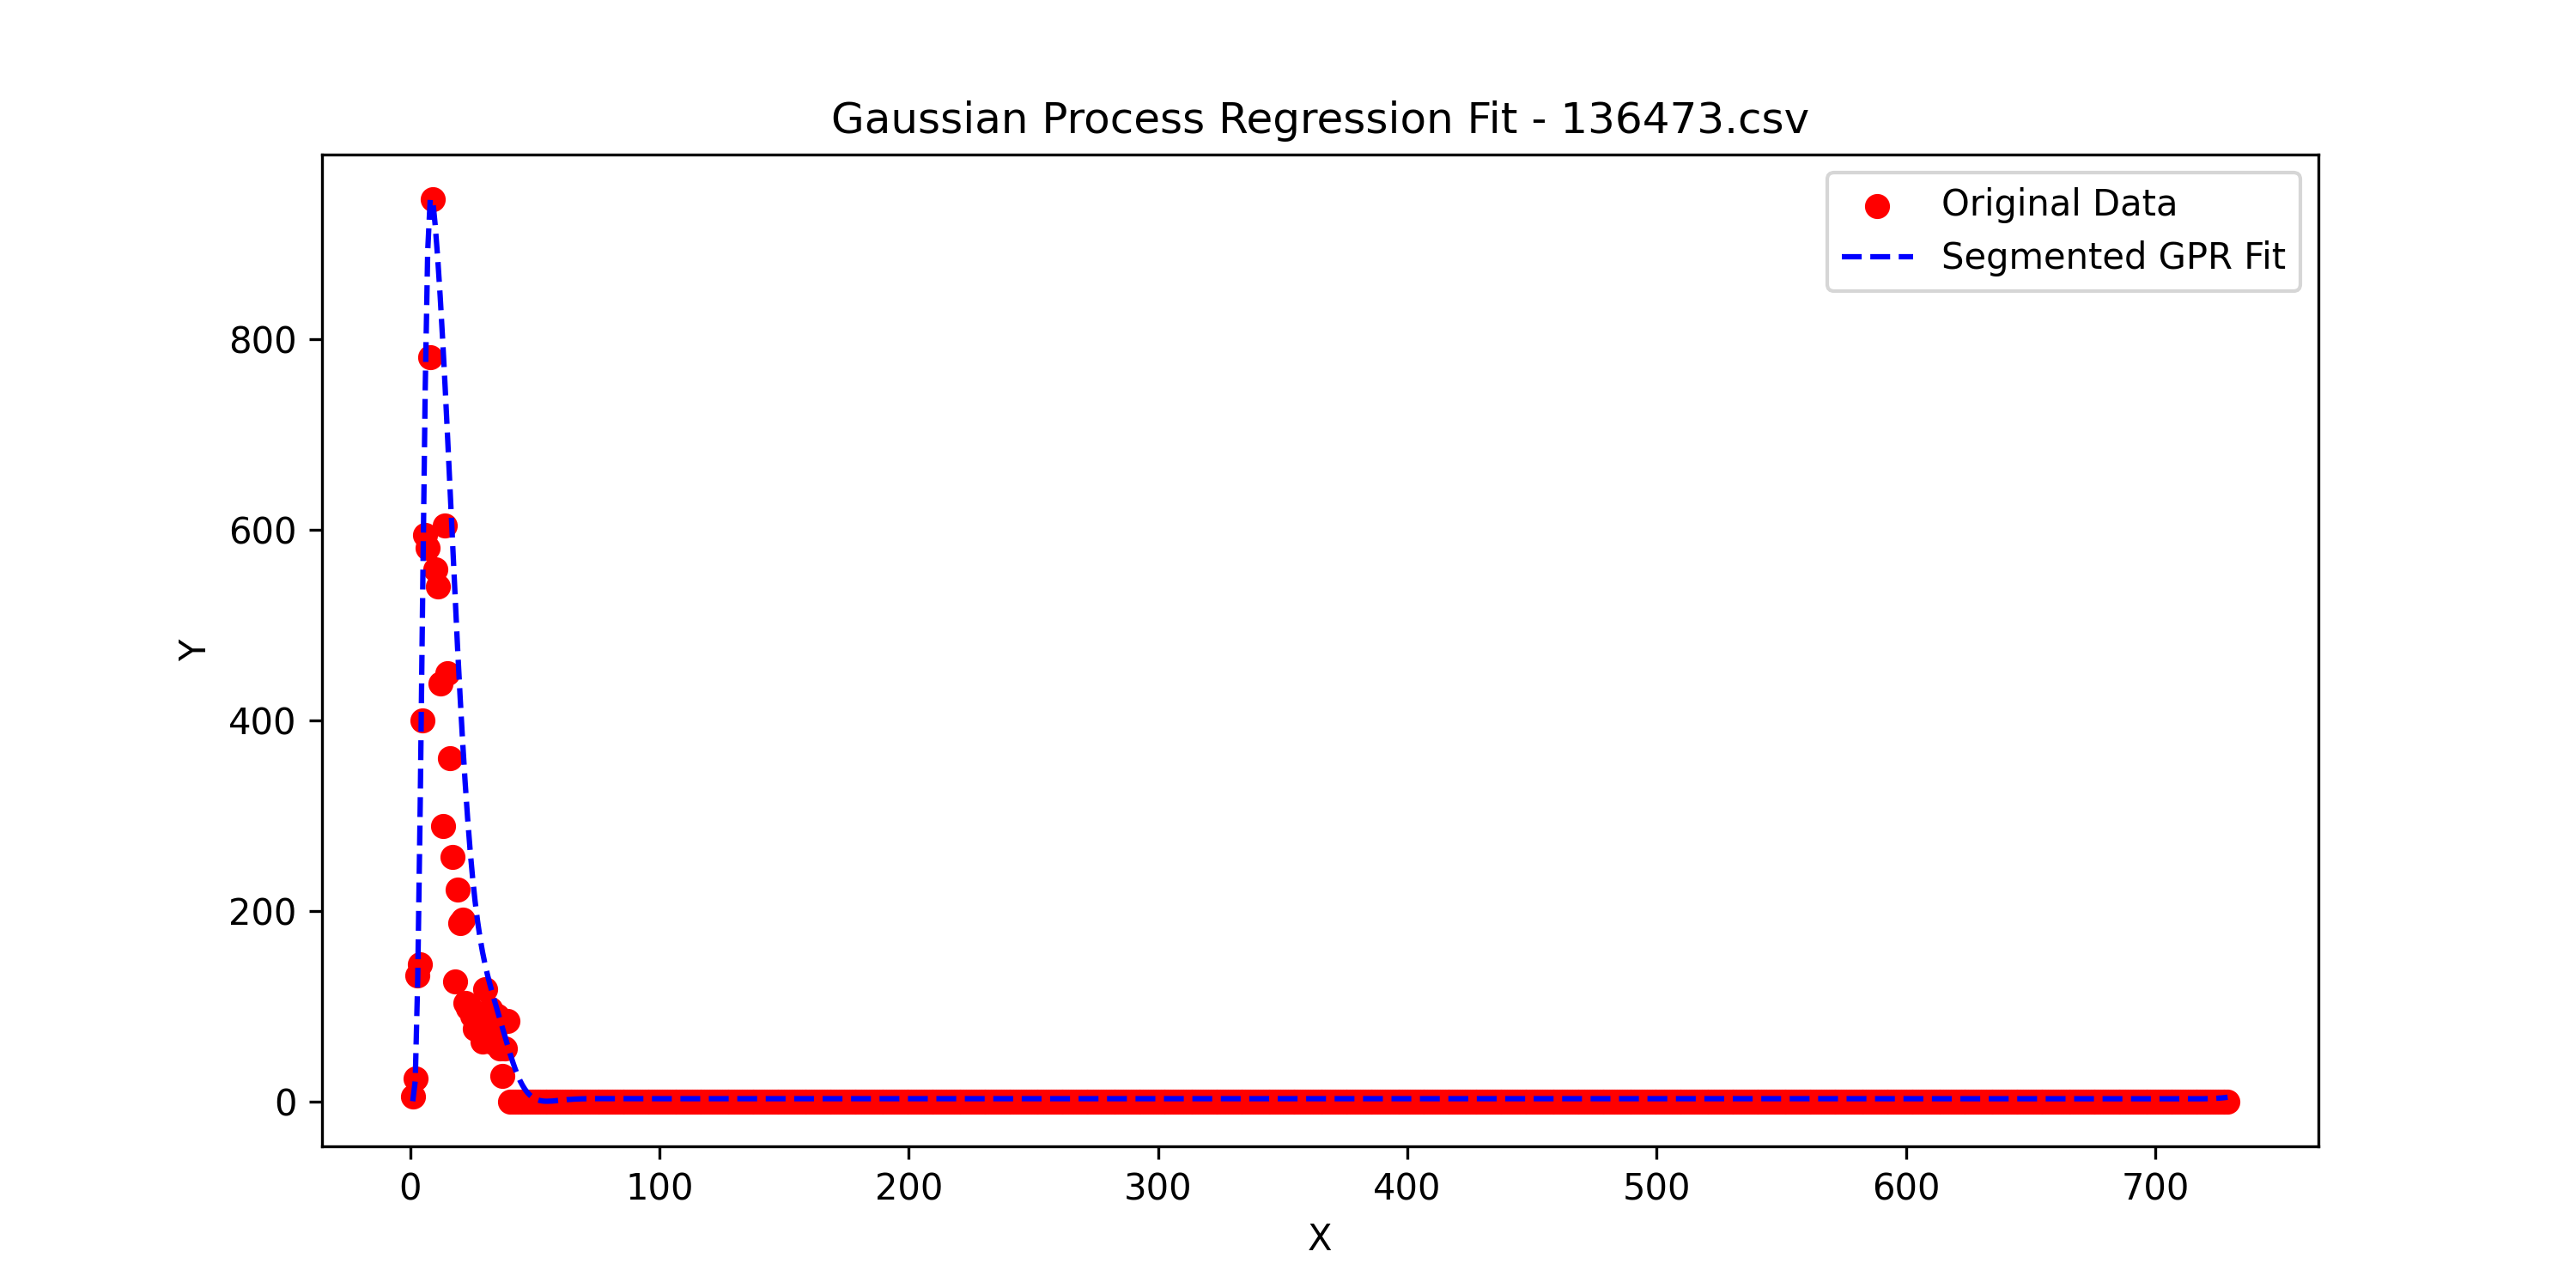 Gaussian Process Regression Fit - 136473.csv
Original Data
Segmented GPR Fit
800
600
400
200
0
Y
0 100 200 300 400 500 600 700
X